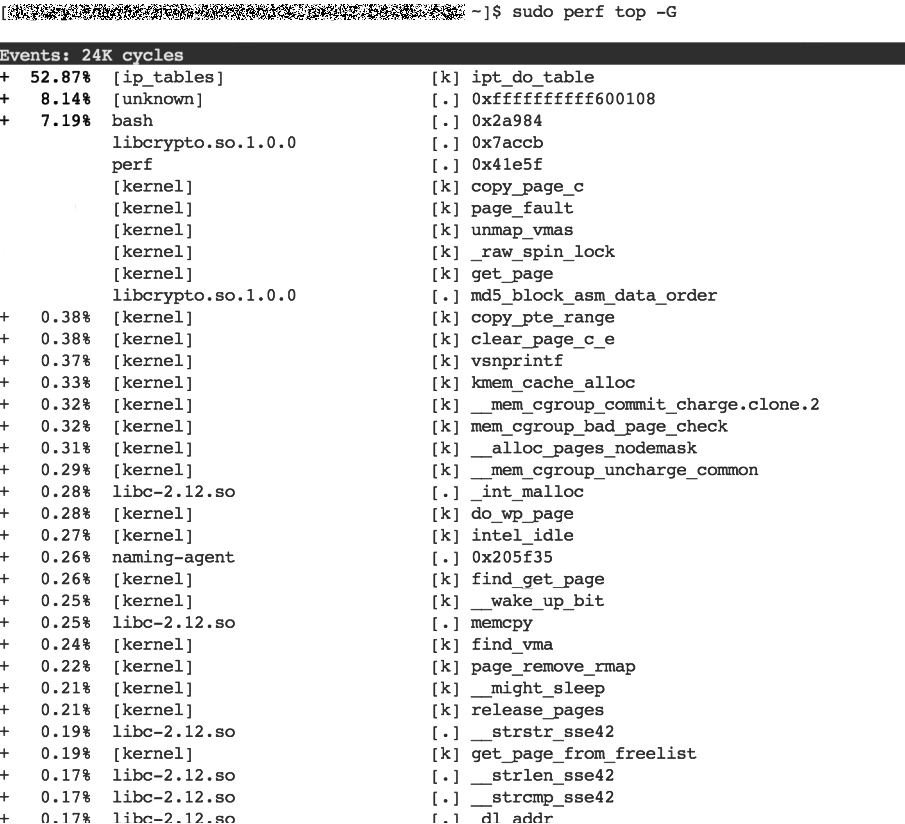 [ ~]$ sudo perf top -G
Events: 24K cycles
+ 52.87% [ip_tables] [k] ipt_do_table
+ 8.14% [unknown] [.] 0xffffffffff600108
+ 7.19% bash [.] 0x2a984
libcrypto.so.1.0.0 [.] 0x7accb
perf [.] 0x41e5f
[kernel] [k] copy_page_c
[kernel] [k] page_fault
[kernel] [k] unmap_vmas
[kernel] [k] _raw_spin_lock
[kernel] [k] get_page
libcrypto.so.1.0.0 [.] md5_block_asm_data_order
+ 0.38% [kernel] [k] copy_pte_range
+ 0.38% [kernel] [k] clear_page_c_e
+ 0.37% [kernel] [k] vsnprintf
+ 0.33% [kernel] [k] kmem_cache_alloc
+ 0.32% [kernel] [k] __mem_cgroup_commit_charge.clone.2
+ 0.32% [kernel] [k] mem_cgroup_bad_page_check
+ 0.31% [kernel] [k] __alloc_pages_nodemask
+ 0.29% [kernel] [k] __mem_cgroup_uncharge_common
+ 0.28% libc-2.12.so [.] _int_malloc
+ 0.28% [kernel] [k] do_wp_page
+ 0.27% [kernel] [k] intel_idle
+ 0.26% naming-agent [.] 0x205f35
+ 0.26% [kernel] [k] find_get_page
+ 0.25% [kernel] [k] __wake_up_bit
+ 0.25% libc-2.12.so [.] memcpy
+ 0.24% [kernel] [k] find_vma
+ 0.22% [kernel] [k] page_remove_rmap
+ 0.21% [kernel] [k] __might_sleep
+ 0.21% [kernel] [k] release_pages
+ 0.19% libc-2.12.so [.] __strstr_sse42
+ 0.19% [kernel] [k] get_page_from_freelist
+ 0.17% libc-2.12.so [.] __strlen_sse42
+ 0.17% libc-2.12.so [.] __strcmp_sse42
+ 0.17% libc-2.12.so [.] _dl_addr